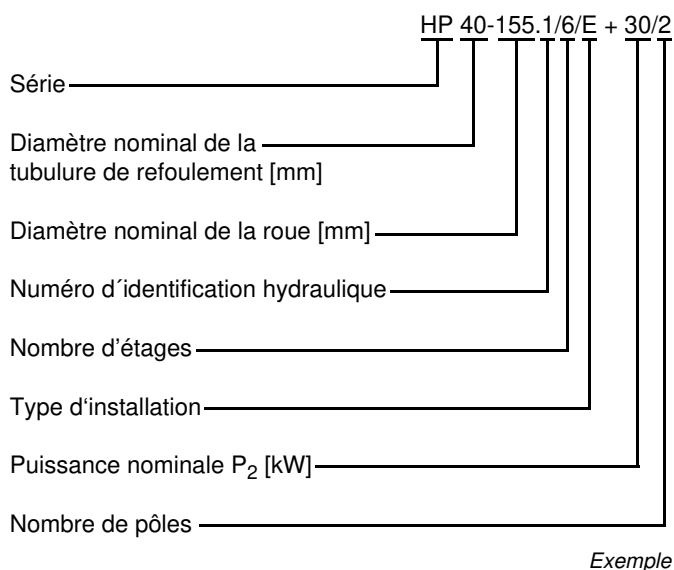 HP 40-155.1/6/E + 30/2
Série
Diamètre nominal de la
tubulure de refoulement [mm]
Diamètre nominal de la roue [mm]
Numéro d´identification hydraulique
Nombre d'étages
Type d‘installation
Puissance nominale P2 [kW]
Nombre de pôles
Exemple